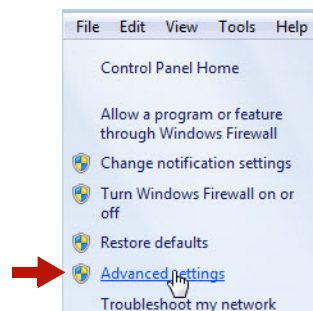 File Edit View Tools Help
Control Panel Home
Allow a program or feature
through Windows Firewall
Change notification settings
Turn Windows Firewall on or
off
Restore defaults
Advanced settings
Troubleshoot my network